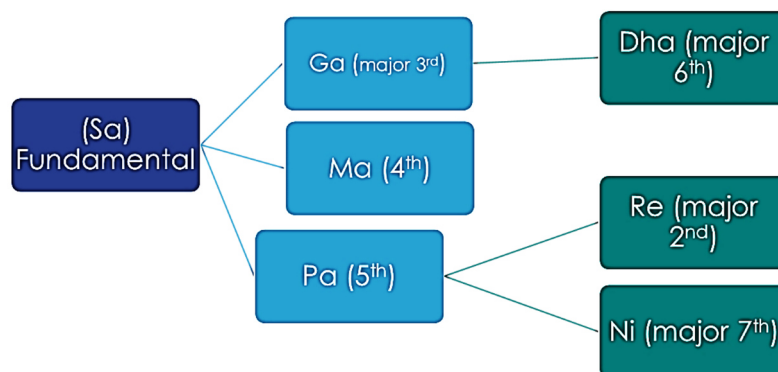 (Sa)
Fundamental
Ga (major 3rd)
Ma (4th)
Pa (5th)
Dha (major
6th)
Re (major
2nd)
Ni (major 7th)